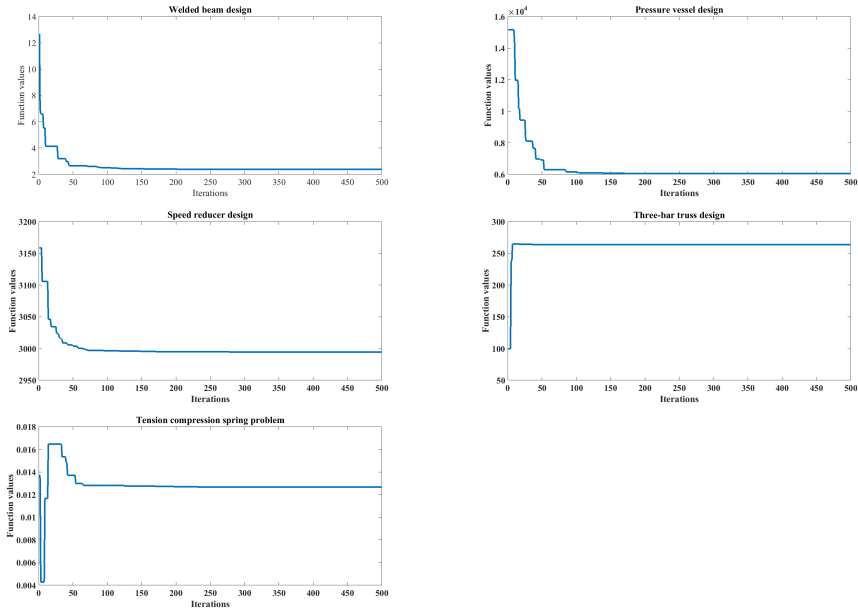 Welded beam design
Function values
14
12
10
8
6
4
2
0 50 100 150 200 250 300 350 400 450 500
Iterations
Pressure vessel design
×10⁴
Function values
1.6
1.4
1.2
1
0.8
0.6
0 50 100 150 200 250 300 350 400 450 500
Iterations
Speed reducer design
Function values
3200
3150
3100
3050
3000
2950
0 50 100 150 200 250 300 350 400 450 500
Iterations
Three-bar truss design
Function values
300
250
200
150
100
50
0 50 100 150 200 250 300 350 400 450 500
Iterations
Tension compression spring problem
Function values
0.018
0.016
0.014
0.012
0.01
0.008
0.006
0.004
0 50 100 150 200 250 300 350 400 450 500
Iterations